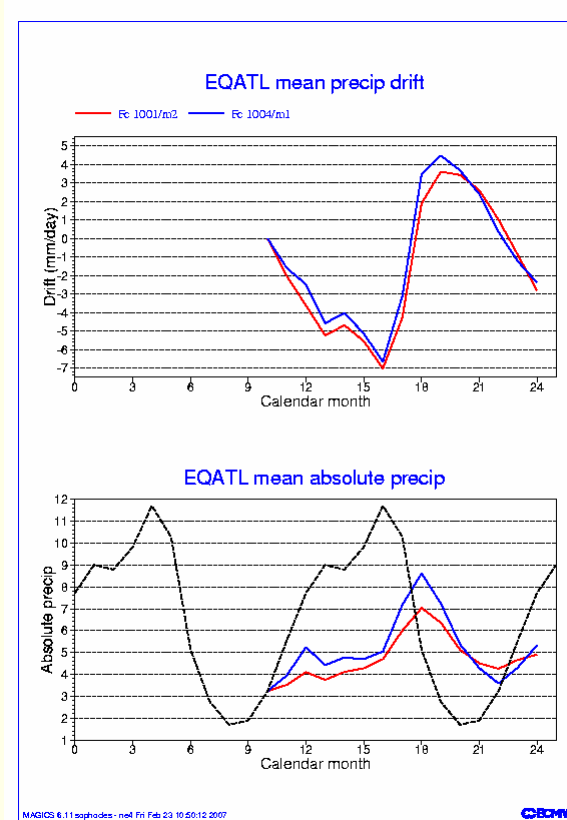 EQATL mean precip drift
Fc 1001/m2 Fc 1004/m1
5
4
3
2
1
0
-1
-2
-3
-4
-5
-6
-7
Drift (mm/day)
0 3 6 9 12 15 18 21 24
Calendar month
EQATL mean absolute precip
12
11
10
9
8
7
6
5
4
3
2
1
Absolute precip
0 3 6 9 12 15 18 21 24
Calendar month
MAGICS 6.11 sophocles - ne4 Fri Feb 23 10:50:12 2007